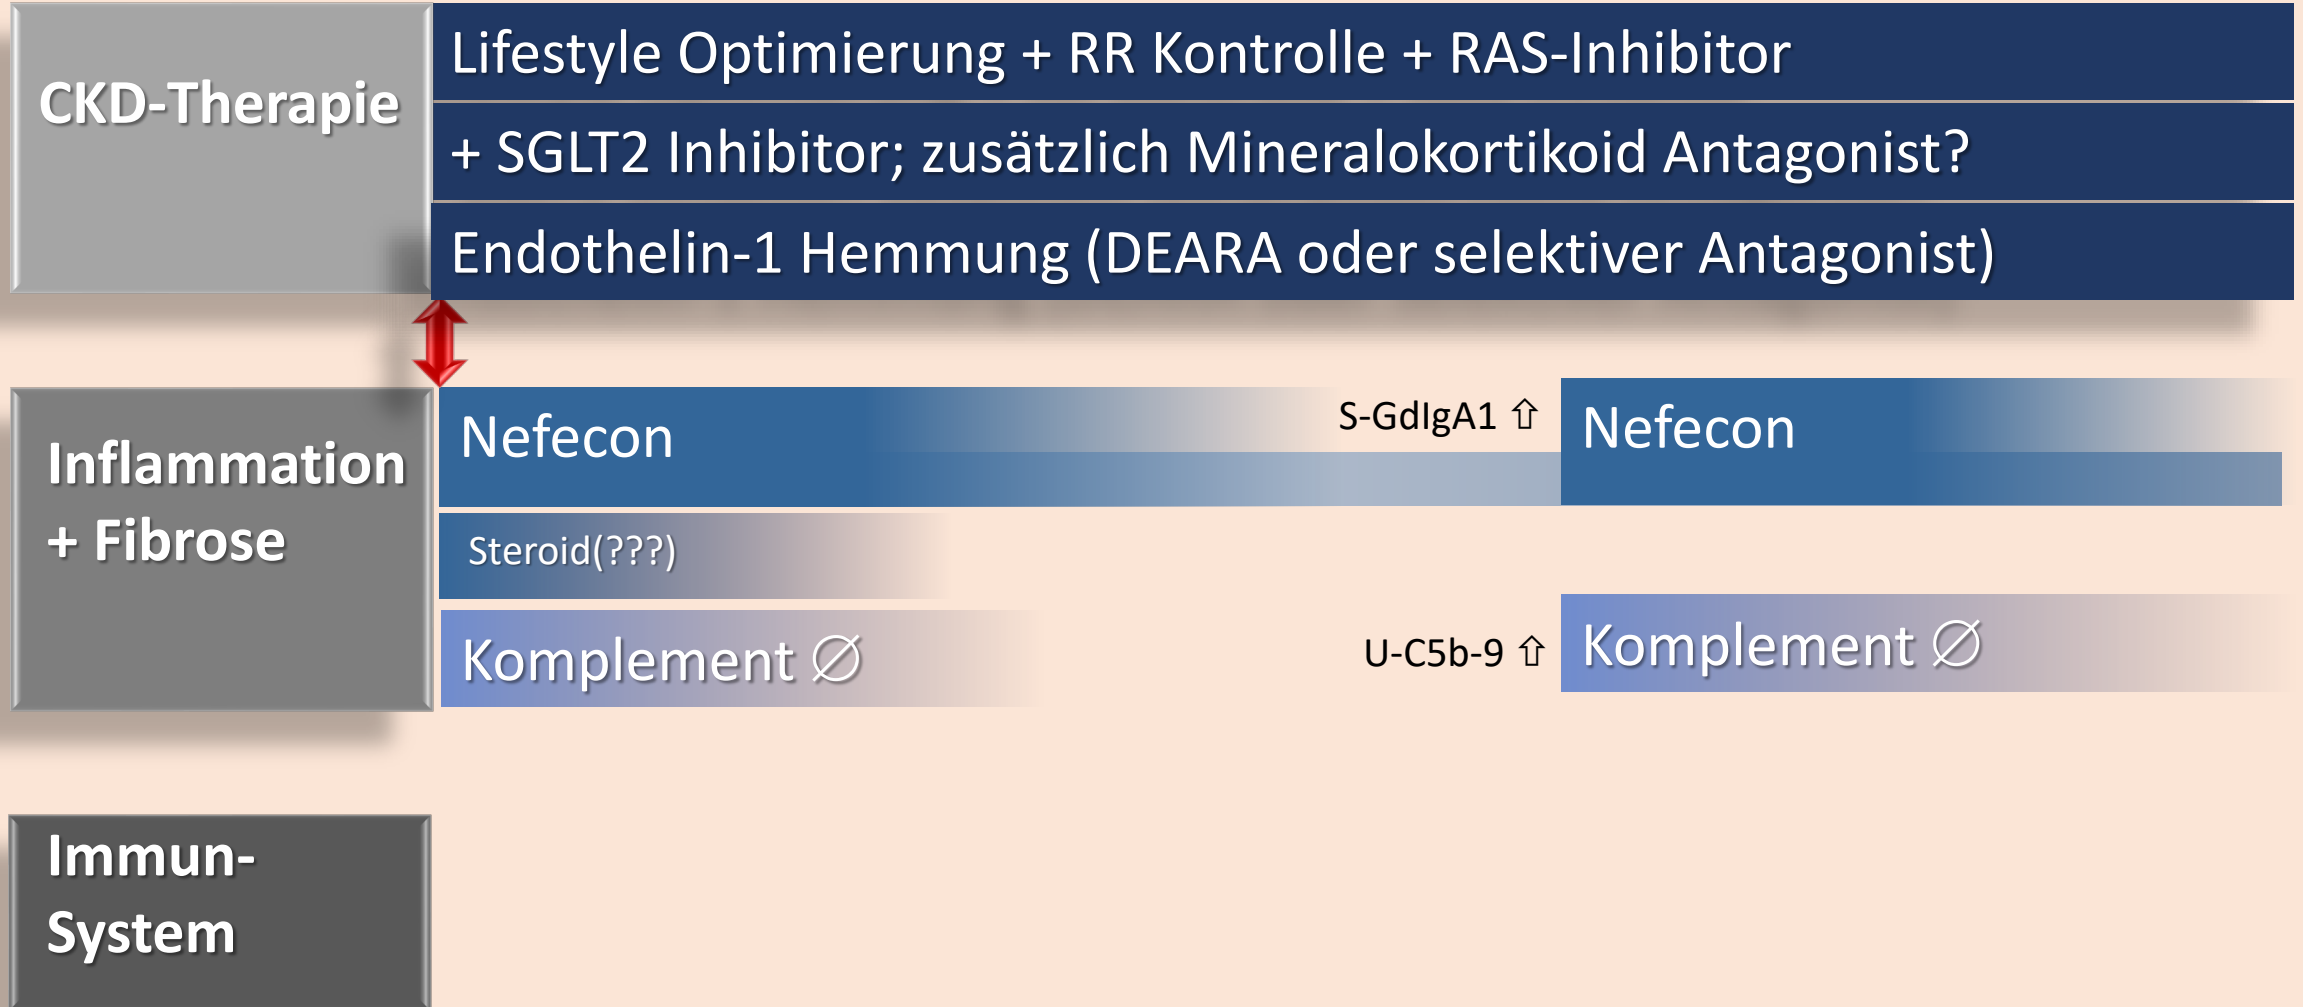 CKD-Therapie
Lifestyle Optimierung + RR Kontrolle + RAS-Inhibitor
+ SGLT2 Inhibitor; zusätzlich Mineralokortikoid Antagonist?
Endothelin-1 Hemmung (DEARA oder selektiver Antagonist)
Inflammation
+ Fibrose
Nefecon
S-GdIgA1 ⇧
Nefecon
Steroid(???)
Komplement ∅
U-C5b-9 ⇧
Komplement ∅
Immun-
System